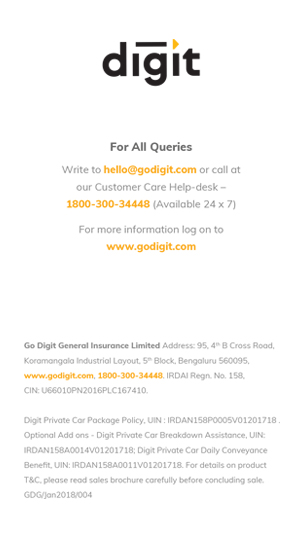 digit
For All Queries
Write to hello@godigit.com or call at
our Customer Care Help-desk –
1800-300-34448 (Available 24 x 7)
For more information log on to
www.godigit.com
Go Digit General Insurance Limited Address: 95, 4th B Cross Road,
Koramangala Industrial Layout, 5th Block, Bengaluru 560095,
www.godigit.com, 1800-300-34448. IRDAI Regn. No. 158,
CIN: U66010PN2016PLC167410.
Digit Private Car Package Policy, UIN : IRDAN158P0005V01201718 .
Optional Add ons - Digit Private Car Breakdown Assistance, UIN:
IRDAN158A0014V01201718; Digit Private Car Daily Conveyance
Benefit, UIN: IRDAN158A0011V01201718. For details on product
T&C, please read sales brochure carefully before concluding sale.
GDG/Jan2018/004